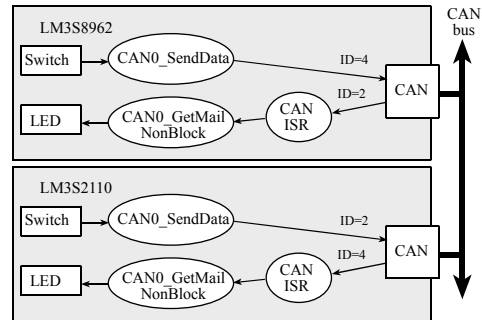 LM3S8962
CAN
bus
Switch
CAN0_SendData
ID=4
CAN
LED
CAN0_GetMail
NonBlock
CAN
ISR
ID=2
LM3S2110
Switch
CAN0_SendData
ID=2
CAN
LED
CAN0_GetMail
NonBlock
CAN
ISR
ID=4